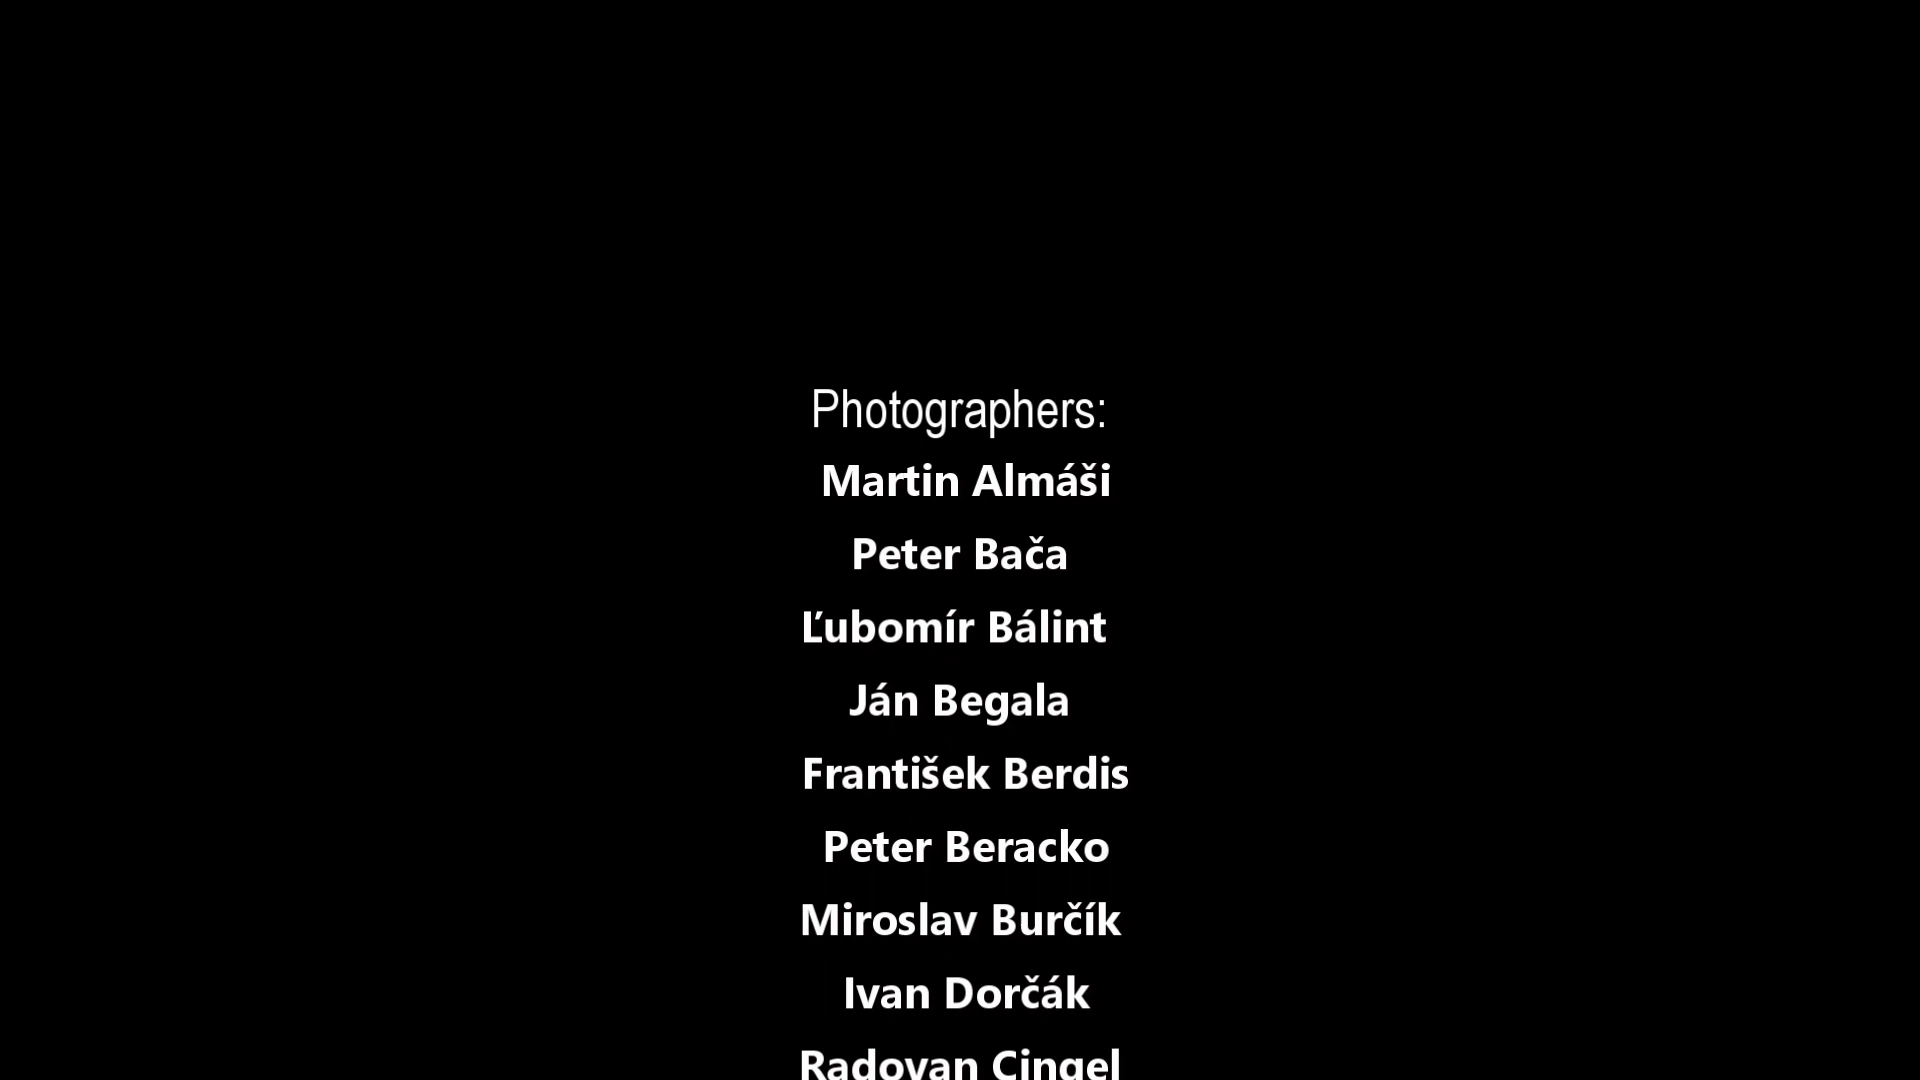 Photographers:
Martin Almáši
Peter Bača
Ľubomír Bálint
Ján Begala
František Berdis
Peter Beracko
Miroslav Burčík
Ivan Dorčák
Radovan Cingel